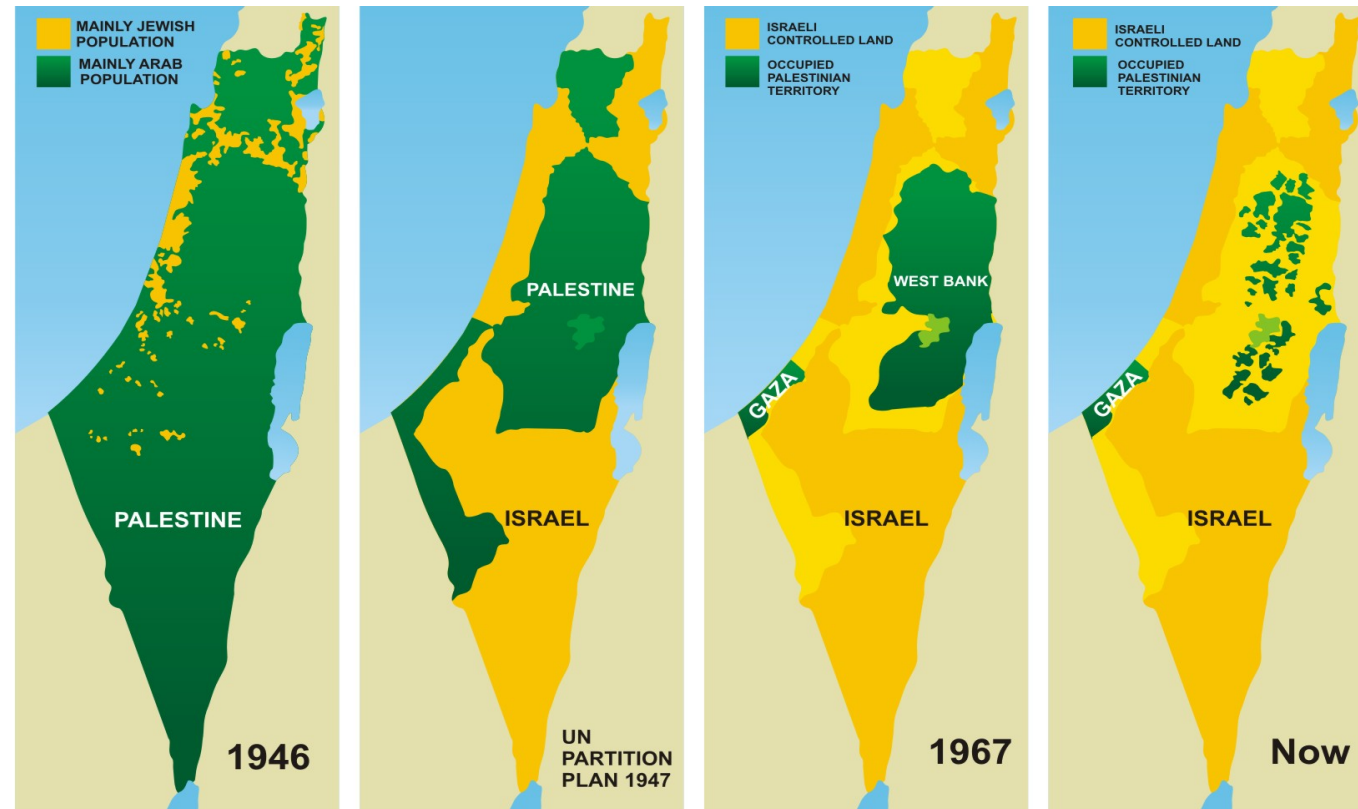 MAINLY JEWISH
POPULATION
MAINLY ARAB
POPULATION
PALESTINE
1946
PALESTINE
ISRAEL
UN
PARTITION
PLAN 1947
ISRAELI
CONTROLLED LAND
OCCUPIED
PALESTINIAN
TERRITORY
WEST BANK
GAZA
ISRAEL
1967
ISRAELI
CONTROLLED LAND
OCCUPIED
PALESTINIAN
TERRITORY
GAZA
ISRAEL
Now